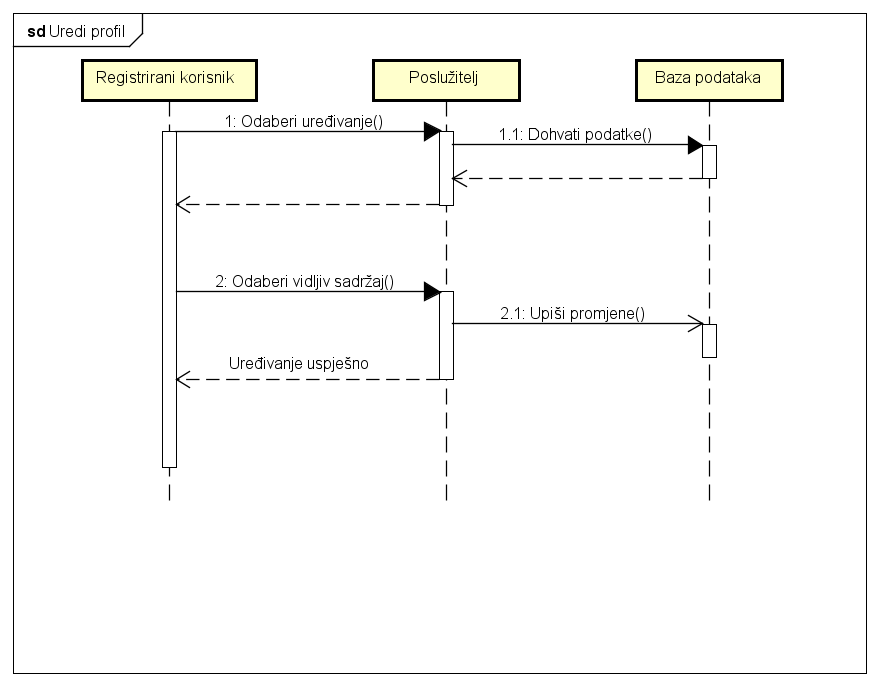 sd Uredi profil
Registrirani korisnik
Poslužitelj
Baza podataka
1: Odaberi uređivanje()
1.1: Dohvati podatke()
2: Odaberi vidljiv sadržaj()
2.1: Upiši promjene()
Uređivanje uspješno